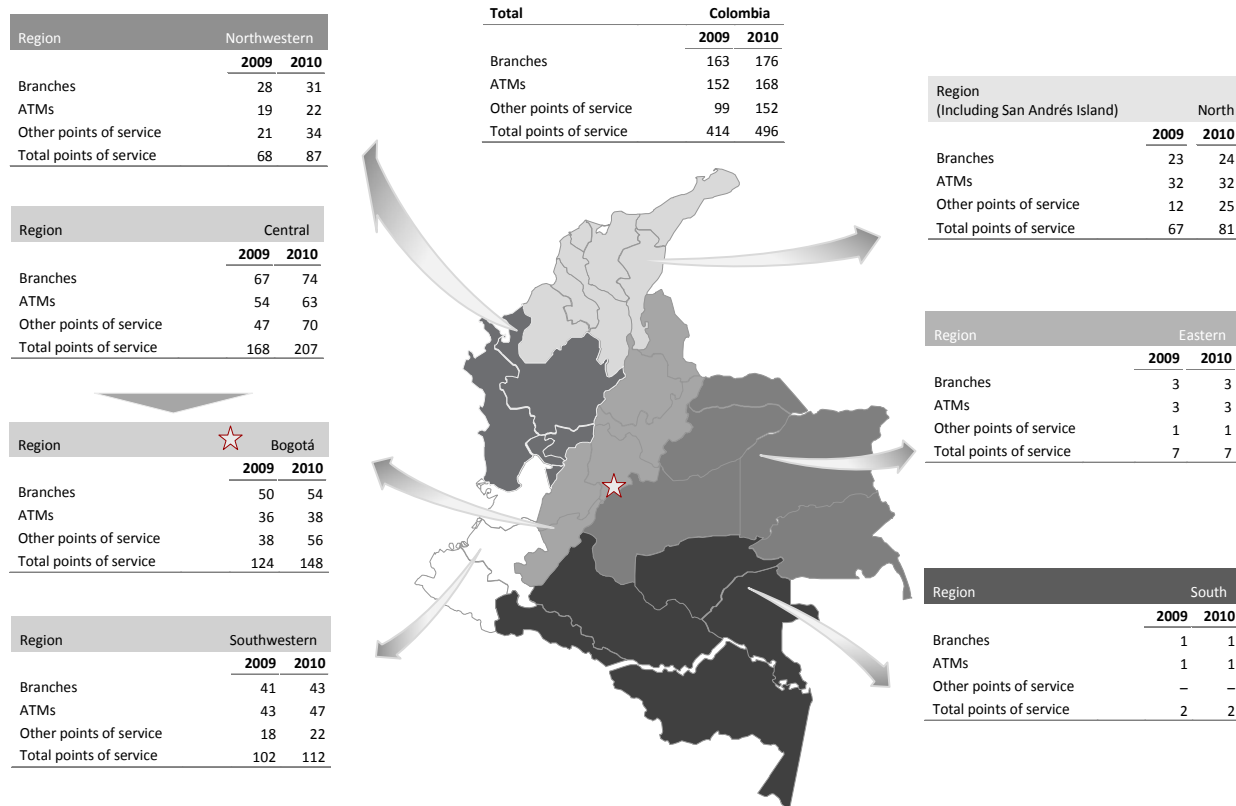 Region Northwestern
2009 2010
Branches 28 31
ATMs 19 22
Other points of service 21 34
Total points of service 68 87
Total Colombia
2009 2010
Branches 163 176
ATMs 152 168
Other points of service 99 152
Total points of service 414 496
Region
(Including San Andrés Island) North
2009 2010
Branches 23 24
ATMs 32 32
Other points of service 12 25
Total points of service 67 81
Region Central
2009 2010
Branches 67 74
ATMs 54 63
Other points of service 47 70
Total points of service 168 207
Region Eastern
2009 2010
Branches 3 3
ATMs 3 3
Other points of service 1 1
Total points of service 7 7
Region Bogotá
2009 2010
Branches 50 54
ATMs 36 38
Other points of service 38 56
Total points of service 124 148
Region South
2009 2010
Branches 1 1
ATMs 1 1
Other points of service – –
Total points of service 2 2
Region Southwestern
2009 2010
Branches 41 43
ATMs 43 47
Other points of service 18 22
Total points of service 102 112